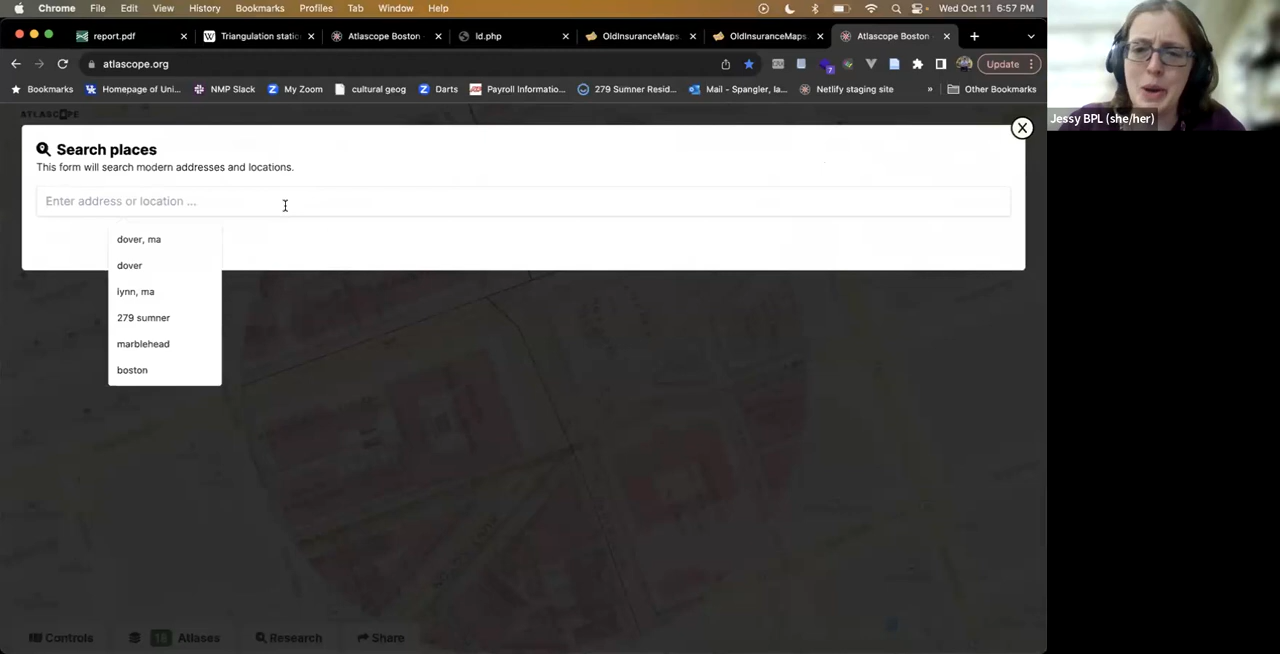 Chrome File Edit View History Bookmarks Profiles Tab Window Help Wed Oct 11 6:57 PM
report.pdf Triangulation static Atlascope Boston ld.php OldInsuranceMaps. OldInsuranceMaps. Atlascope Boston
atlascope.org Update
Bookmarks Homepage of Uni... NMP Slack My Zoom cultural geog Darts Payroll Informatio... 279 Sumner Resid... Mail - Spangler, Ia... Netlify staging site » Other Bookmarks
ATLASCOPE
Jessy BPL (she/her)
Search places
This form will search modern addresses and locations.
Enter address or location ...
dover, ma
dover
lynn, ma
279 sumner
marblehead
boston
Controls 18 Atlases Research Share